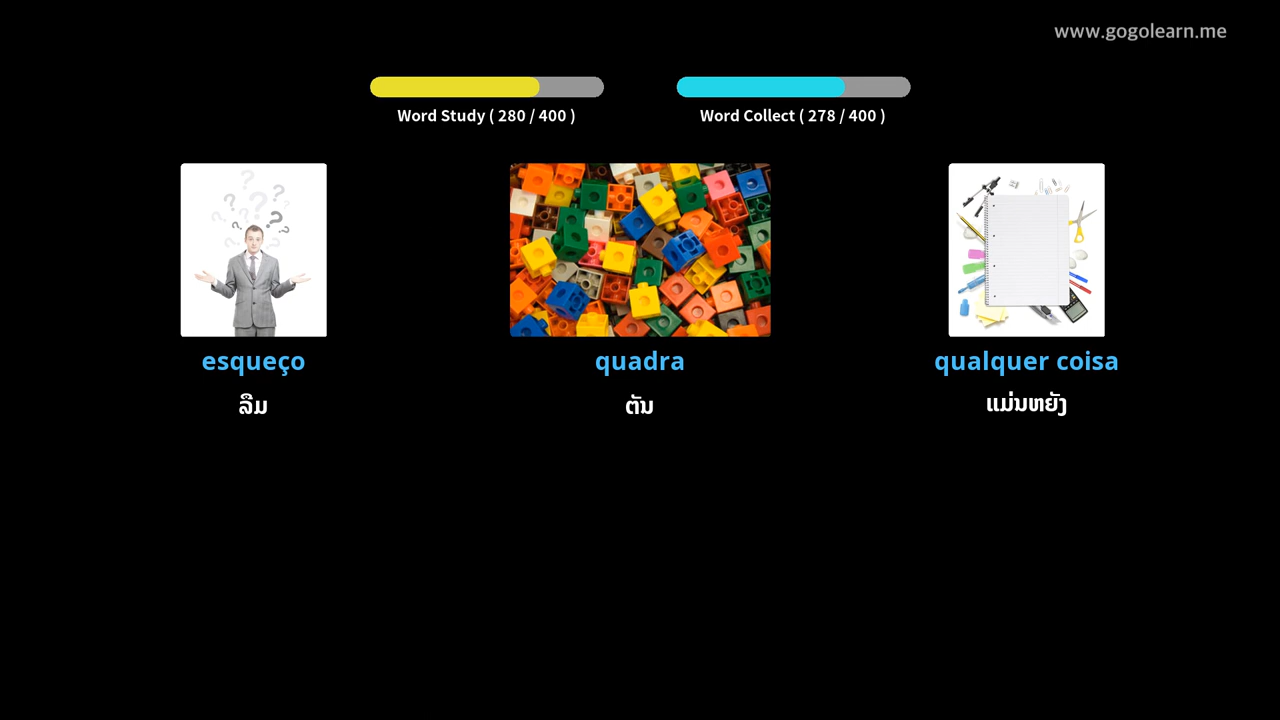 www.gogolearn.me
Word Study ( 280 / 400 )
Word Collect ( 278 / 400 )
esqueço
quadra
qualquer coisa
ລືມ
ຕັນ
ແມ່ນຫຍັງ